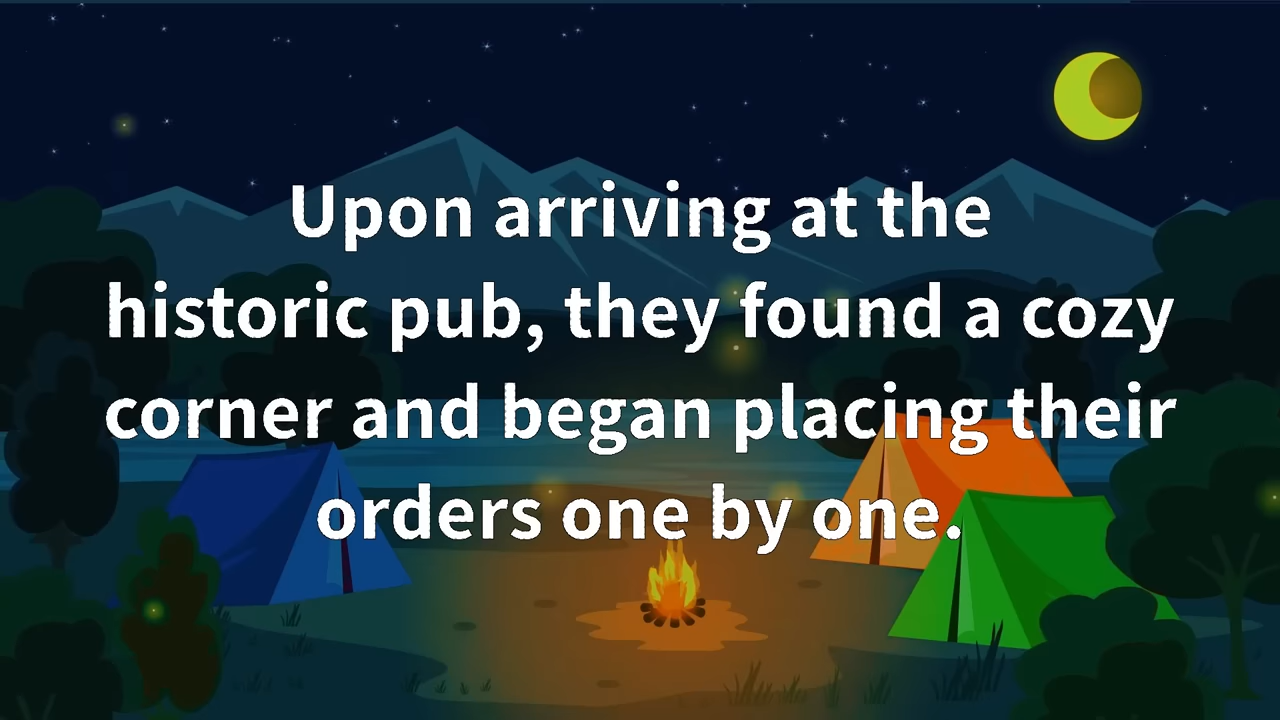 Upon arriving at the
historic pub, they found a cozy
corner and began placing their
orders one by one.